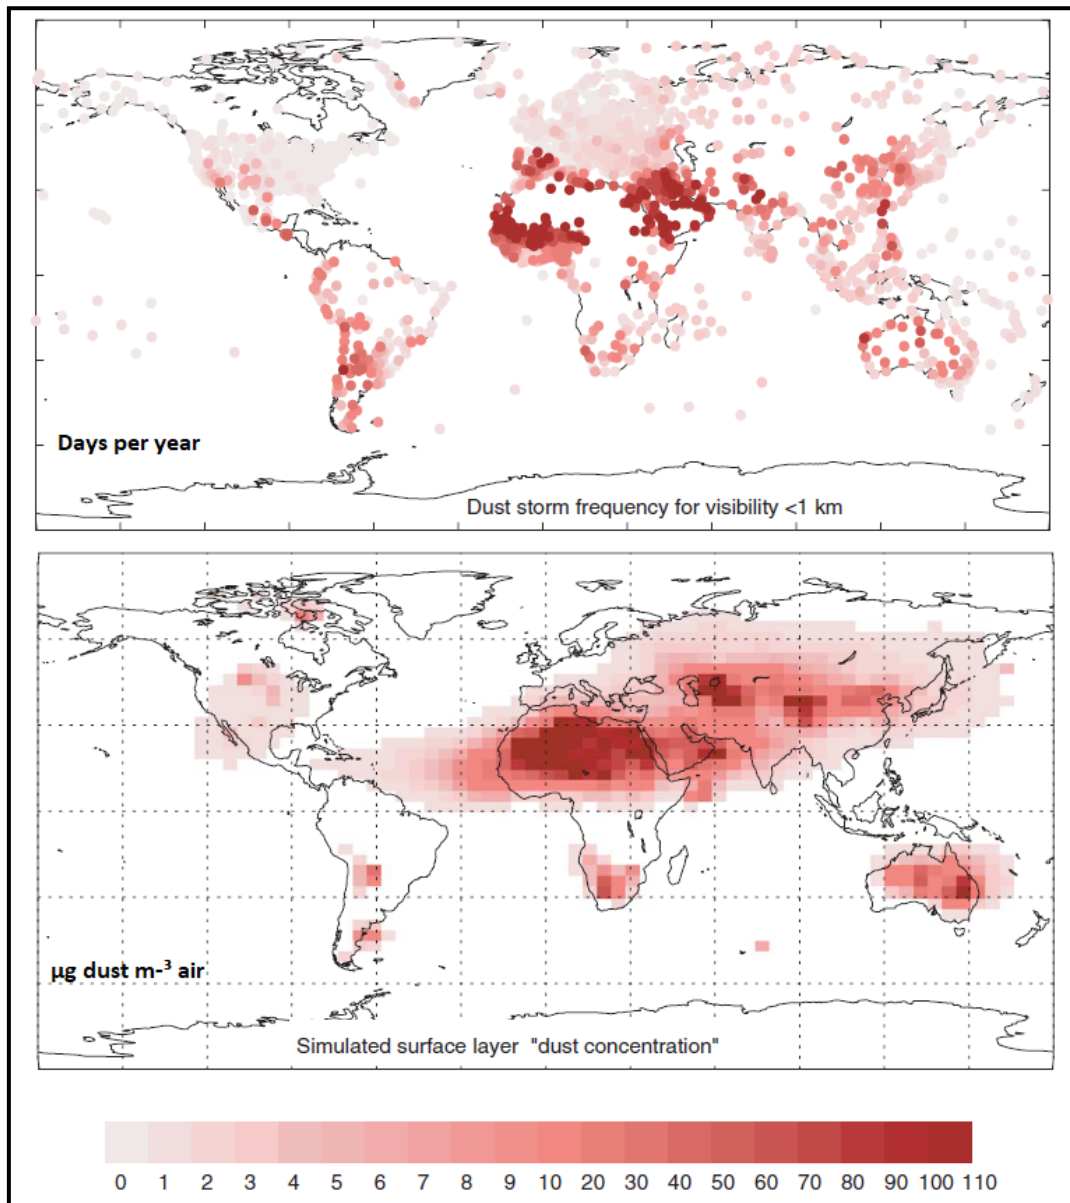 Days per year
Dust storm frequency for visibility <1 km
µg dust m-³ air
Simulated surface layer "dust concentration"
0 1 2 3 4 5 6 7 8 9 10 20 30 40 50 60 70 80 90 100 110